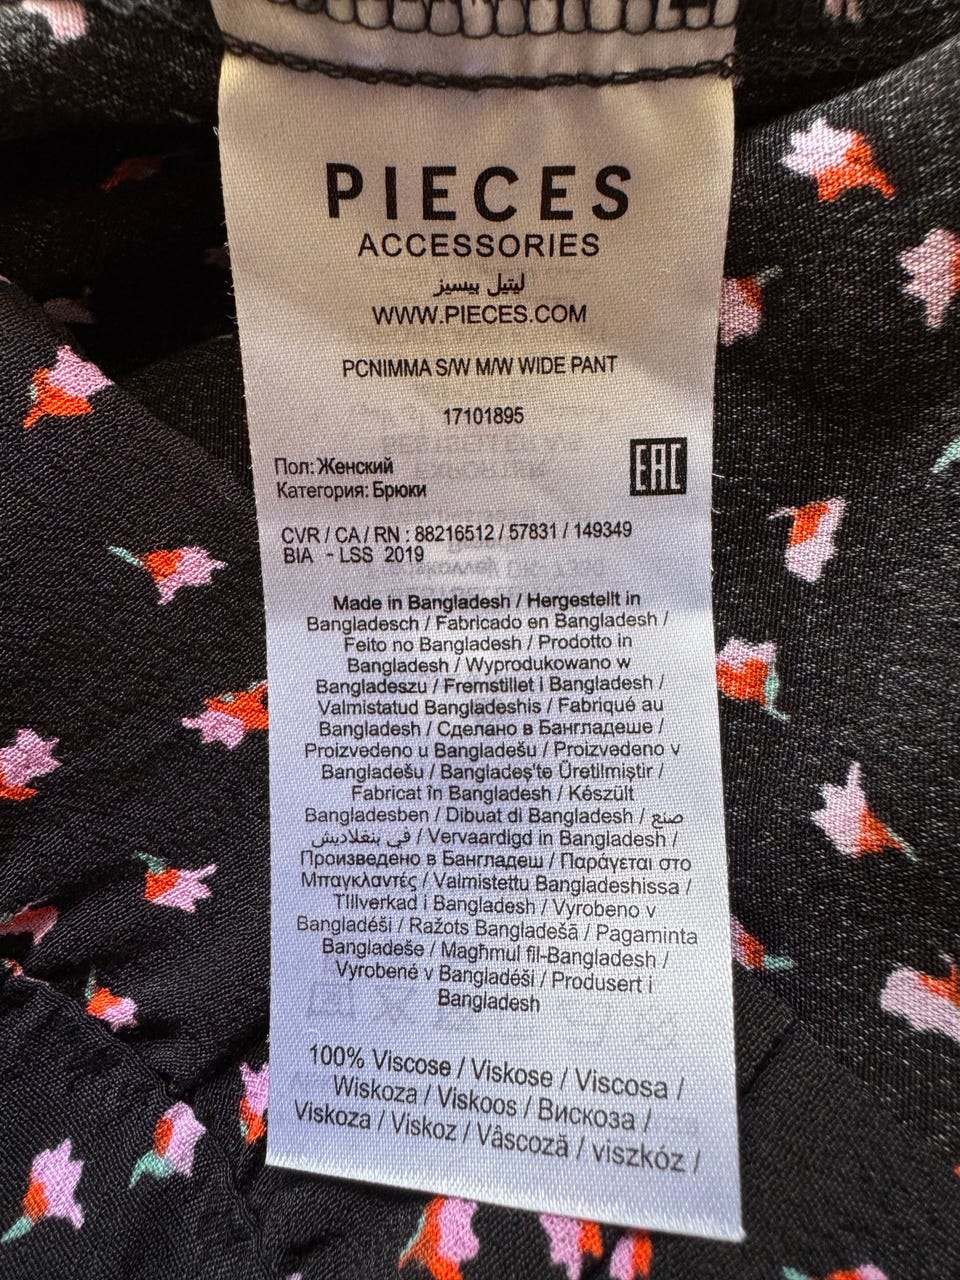 PIECES
ACCESSORIES
ليتيل بيسيز
WWW.PIECES.COM
PCNIMMA S/W M/W WIDE PANT
17101895
Пол: Женский
Категория: Брюки
EAC
CVR / CA / RN : 88216512 / 57831 / 149349
BIA - LSS 2019
Made in Bangladesh / Hergestellt in
Bangladesch / Fabricado en Bangladesh /
Feito no Bangladesh / Prodotto in
Bangladesh / Wyprodukowano w
Bangladeszu / Fremstillet i Bangladesh /
Valmistatud Bangladeshis / Fabriqué au
Bangladesh / Сделано в Бангладеше /
Proizvedeno u Bangladešu / Proizvedeno v
Bangladešu / Bangladeş'te Üretilmiştir /
Fabricat în Bangladesh / Készült
Bangladesben / Dibuat di Bangladesh / صنع
في بنغلاديش / Vervaardigd in Bangladesh /
Произведено в Бангладеш / Παράγεται στο
Μπαγκλαντές / Valmistettu Bangladeshissa /
Tillverkad i Bangladesh / Vyrobeno v
Bangladéši / Ražots Bangladešā / Pagaminta
Bangladeše / Magħmul fil-Bangladesh /
Vyrobené v Bangladéši / Produsert i
Bangladesh
100% Viscose / Viskose / Viscosa /
Wiskoza / Viskoos / Вискоза /
Viskoza / Viskoz / Vâscoză / viszkóz /